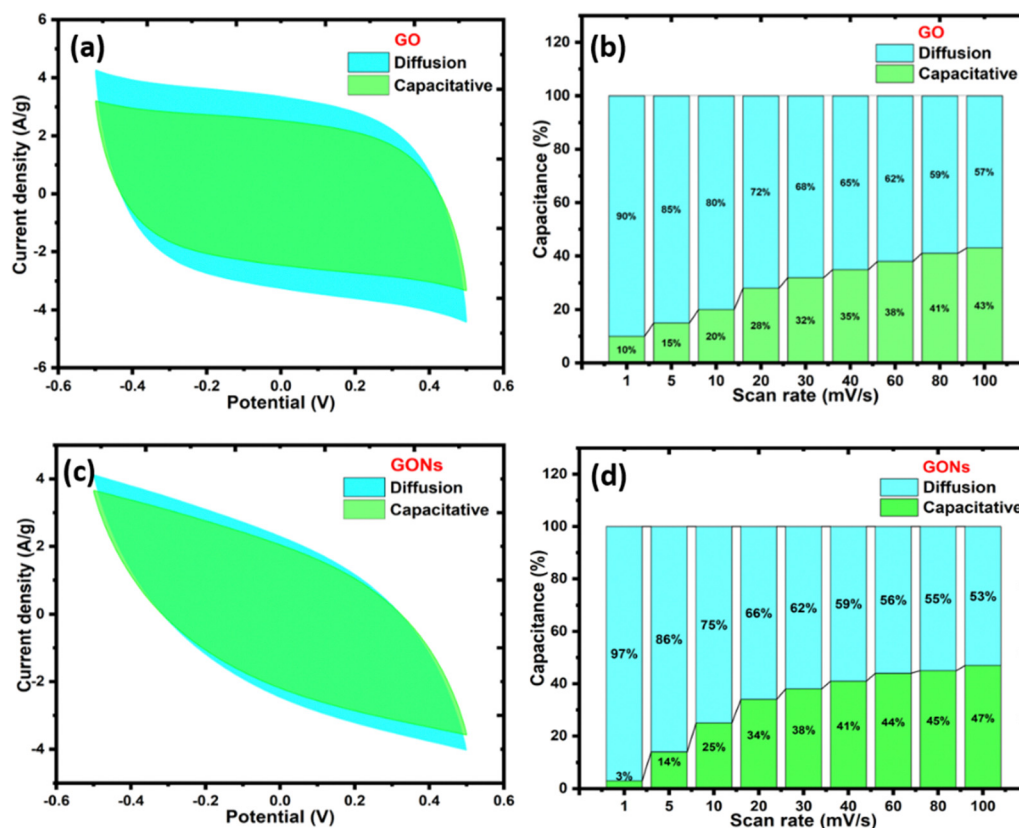 (a)
GO
Diffusion
Capacitative
Current density (A/g)
6
4
2
0
-2
-4
-6
-0.6 -0.4 -0.2 0.0 0.2 0.4 0.6
Potential (V)
(b)
GO
Diffusion
Capacitative
Capacitance (%)
120
100
80
60
40
20
0
90% 85% 80% 72% 68% 65% 62% 59% 57%
10% 15% 20% 28% 32% 35% 38% 41% 43%
1 5 10 20 30 40 60 80 100
Scan rate (mV/s)
(c)
GONs
Diffusion
Capacitative
Current density (A/g)
4
2
0
-2
-4
-0.6 -0.4 -0.2 0.0 0.2 0.4 0.6
Potential (V)
(d)
GONs
Diffusion
Capacitative
Capacitance (%)
120
100
80
60
40
20
0
97% 86% 75% 66% 62% 59% 56% 55% 53%
3% 14% 25% 34% 38% 41% 44% 45% 47%
1 5 10 20 30 40 60 80 100
Scan rate (mV/s)